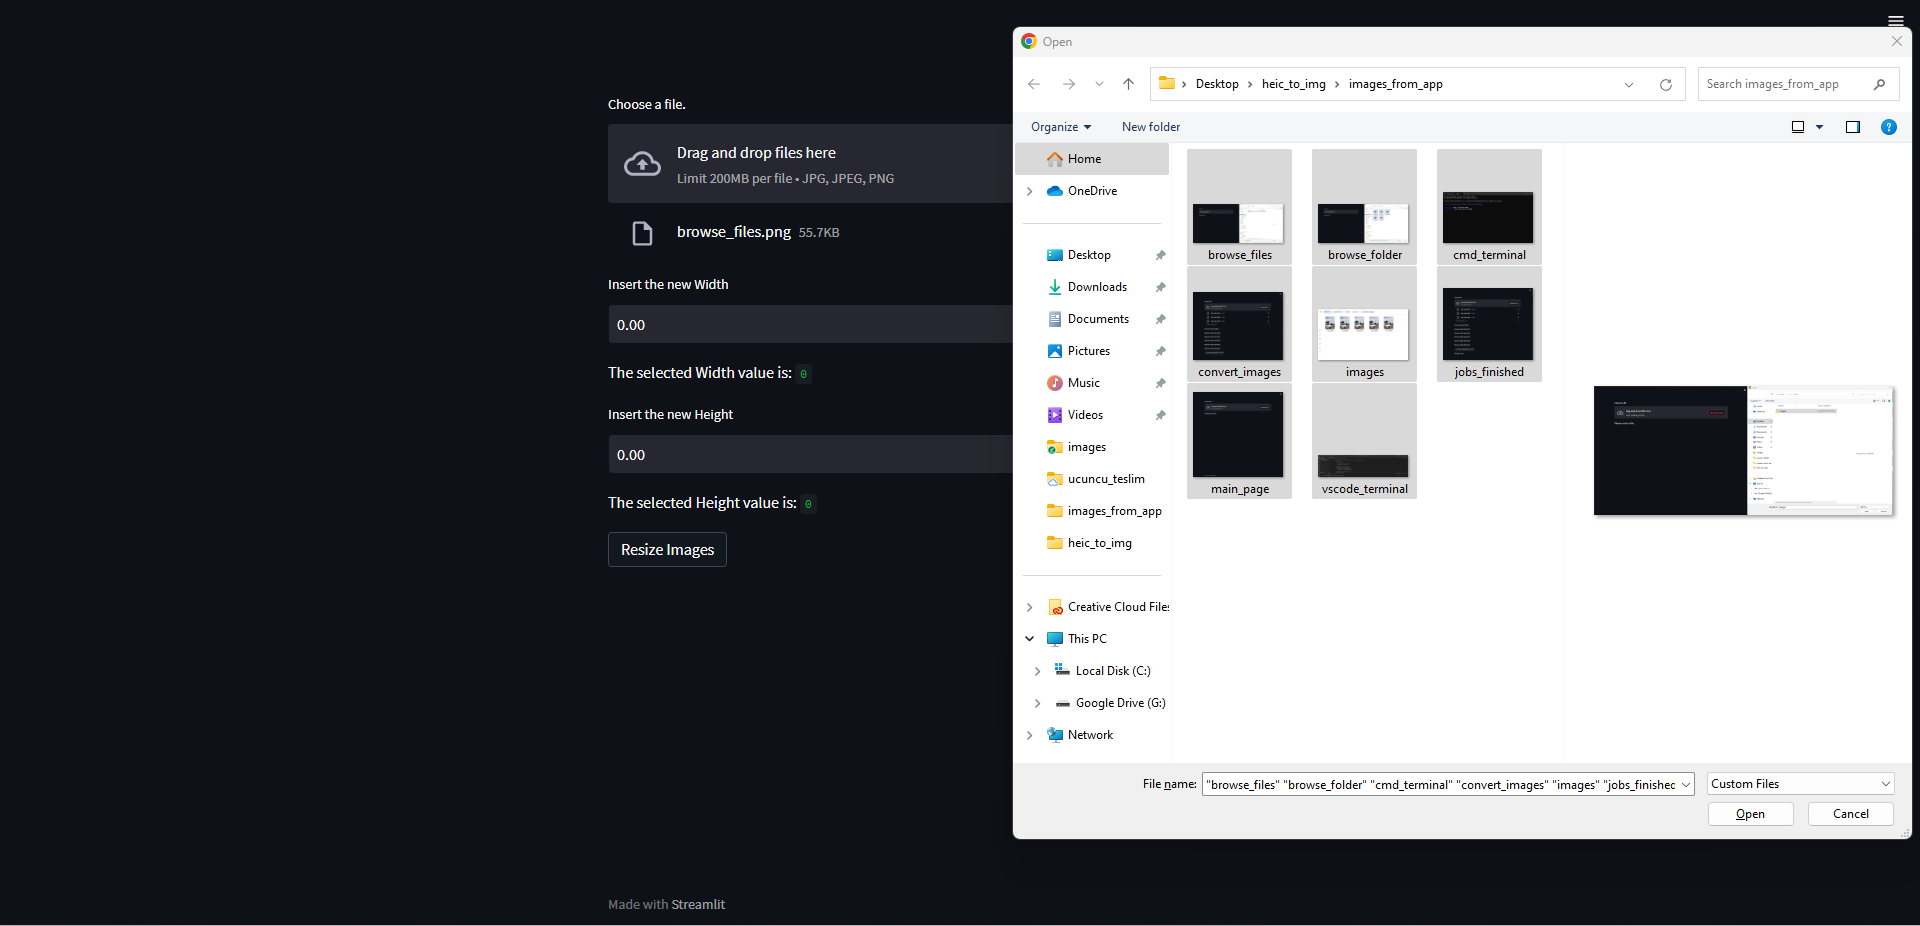 Choose a file.
Drag and drop files here
Limit 200MB per file • JPG, JPEG, PNG
browse_files.png 55.7KB
Insert the new Width
0.00
The selected Width value is: 0
Insert the new Height
0.00
The selected Height value is: 0
Resize Images
Made with Streamlit
Open
Desktop > heic_to_img > images_from_app
Search images_from_app
Organize
New folder
Home
OneDrive
Desktop
Downloads
Documents
Pictures
Music
Videos
images
ucuncu_teslim
images_from_app
heic_to_img
Creative Cloud Files
This PC
Local Disk (C:)
Google Drive (G:)
Network
browse_files
browse_folder
cmd_terminal
convert_images
images
jobs_finished
main_page
vscode_terminal
File name: "browse_files" "browse_folder" "cmd_terminal" "convert_images" "images" "jobs_finished
Custom Files
Open
Cancel